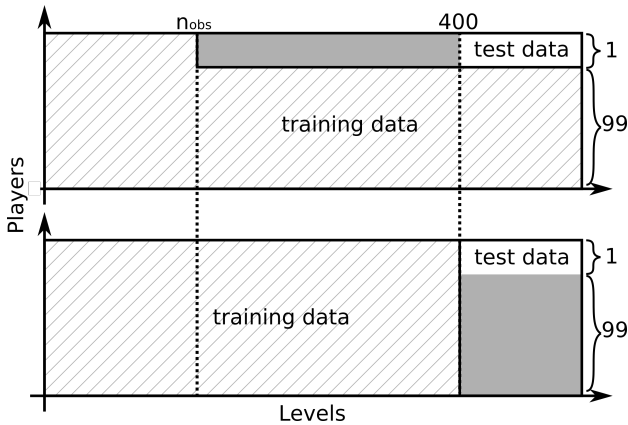 nobs 400
test data 1
training data 99
Players
test data 1
training data 99
Levels